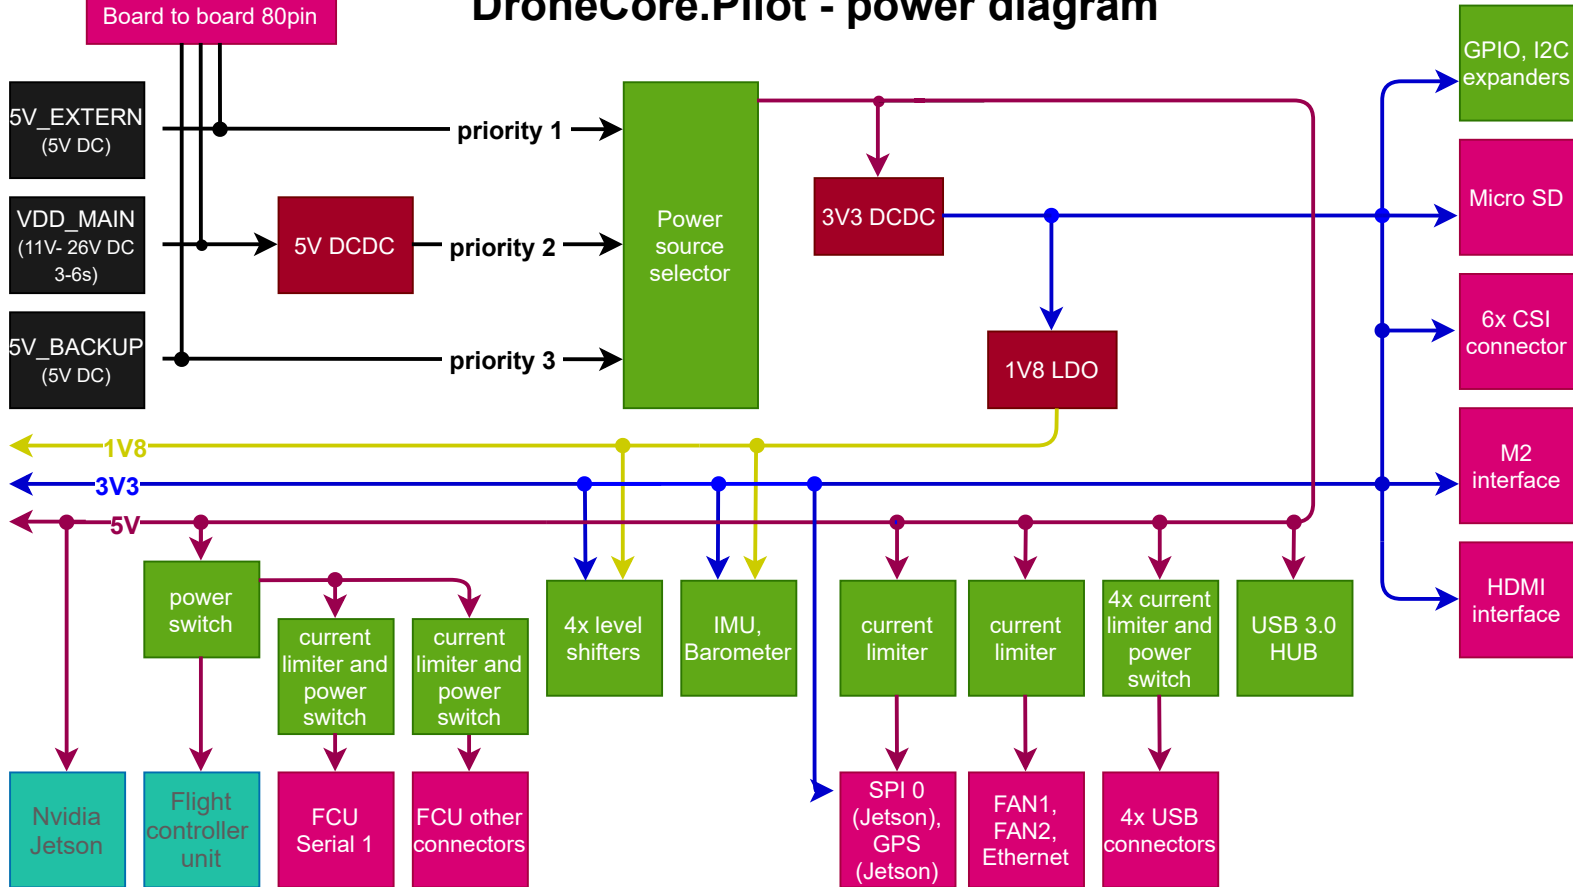 DroneCore.Pilot - power diagram
Board to board 80pin
5V_EXTERN
(5V DC)
priority 1
VDD_MAIN
(11V- 26V DC
3-6s)
5V DCDC
priority 2
5V_BACKUP
(5V DC)
priority 3
Power
source
selector
3V3 DCDC
1V8 LDO
GPIO, I2C
expanders
Micro SD
6x CSI
connector
M2
interface
HDMI
interface
1V8
3V3
5V
power
switch
current
limiter and
power
switch
current
limiter and
power
switch
4x level
shifters
IMU,
Barometer
current
limiter
current
limiter
4x current
limiter and
power
switch
USB 3.0
HUB
Nvidia
Jetson
Flight
controller
unit
FCU
Serial 1
FCU other
connectors
SPI 0
(Jetson),
GPS
(Jetson)
FAN1,
FAN2,
Ethernet
4x USB
connectors